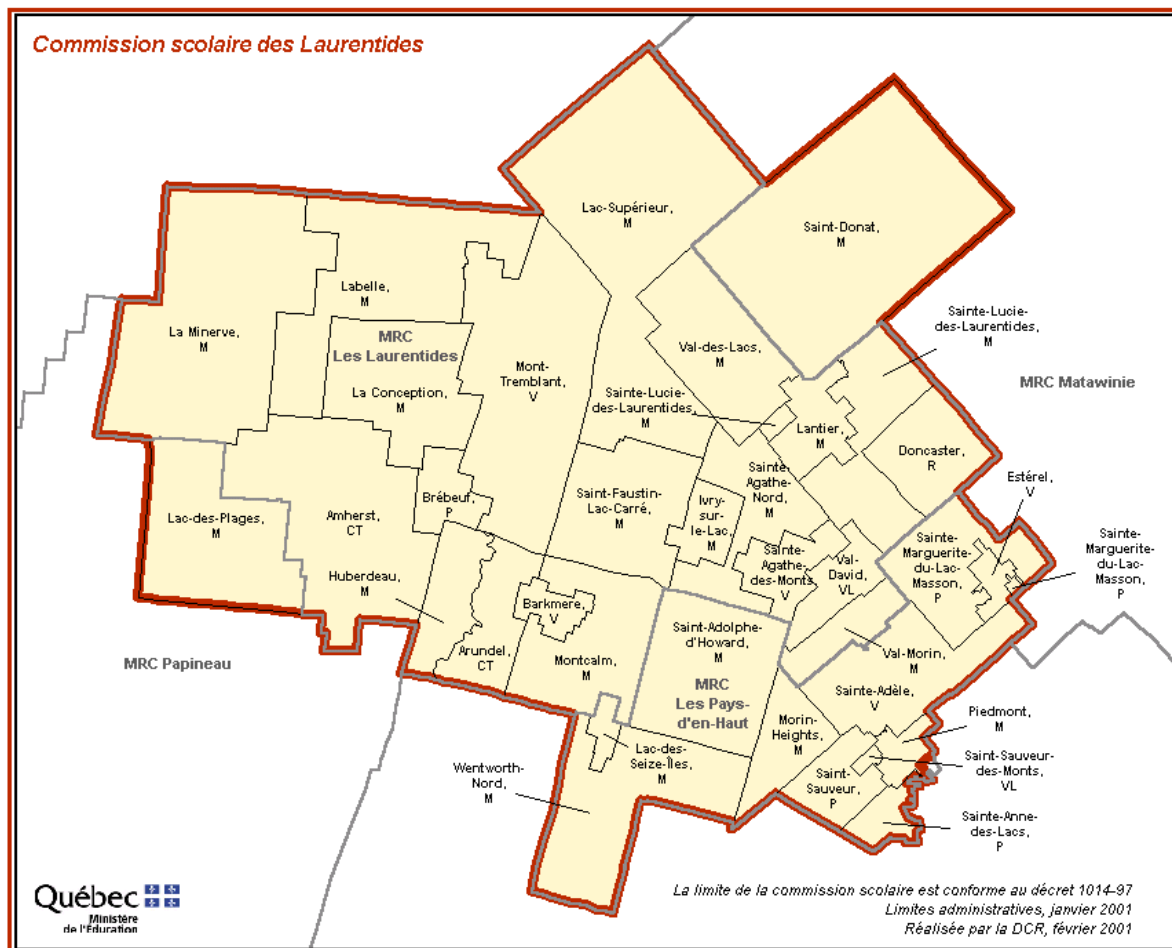 Commission scolaire des Laurentides
Lac-Supérieur,
M
Saint-Donat,
M
Labelle,
M
La Minerve,
M
MRC
Les Laurentides
La Conception,
M
Mont-
Tremblant,
V
Val-des-Lacs,
M
Sainte-Lucie-
des-Laurentides,
M
MRC Matawinie
Sainte-Lucie-
des-Laurentides,
M
Lantier,
M
Doncaster,
R
Estérel,
V
Brébeuf,
P
Saint-Faustin-
Lac-Carré,
M
Ivry-
sur-le-Lac,
M
Sainte-
Agathe-
Nord,
M
Lac-des-Plages,
M
Amherst,
CT
Huberdeau,
M
Sainte-
Agathe-
des-Monts,
V
Val-
David,
VL
Sainte-
Marguerite-
du-Lac-
Masson,
P
Sainte-
Marguerite-
du-Lac-
Masson,
P
Barkmere,
V
Arundel,
CT
Montcalm,
M
Saint-Adolphe-
d'Howard,
M
MRC
Les Pays-
d'en-Haut
Val-Morin,
M
Sainte-Adèle,
V
MRC Papineau
Morin-
Heights,
M
Piedmont,
M
Lac-des-
Seize-Îles,
M
Wentworth-
Nord,
M
Saint-
Sauveur,
P
Saint-Sauveur-
des-Monts,
VL
Sainte-Anne-
des-Lacs,
P
Québec
Ministère
de l'Éducation
La limite de la commission scolaire est conforme au décret 1014-97
Limites administratives, janvier 2001
Réalisée par la DCR, février 2001